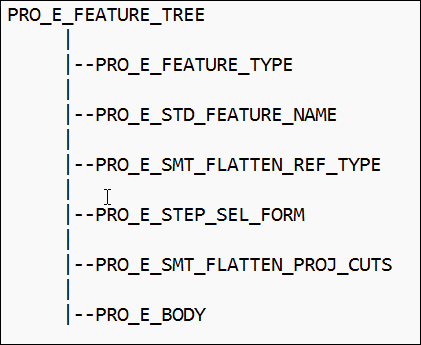 PRO_E_FEATURE_TREE
|--PRO_E_FEATURE_TYPE
|--PRO_E_STD_FEATURE_NAME
|--PRO_E_SMT_FLATTEN_REF_TYPE
|--PRO_E_STEP_SEL_FORM
|--PRO_E_SMT_FLATTEN_PROJ_CUTS
|--PRO_E_BODY